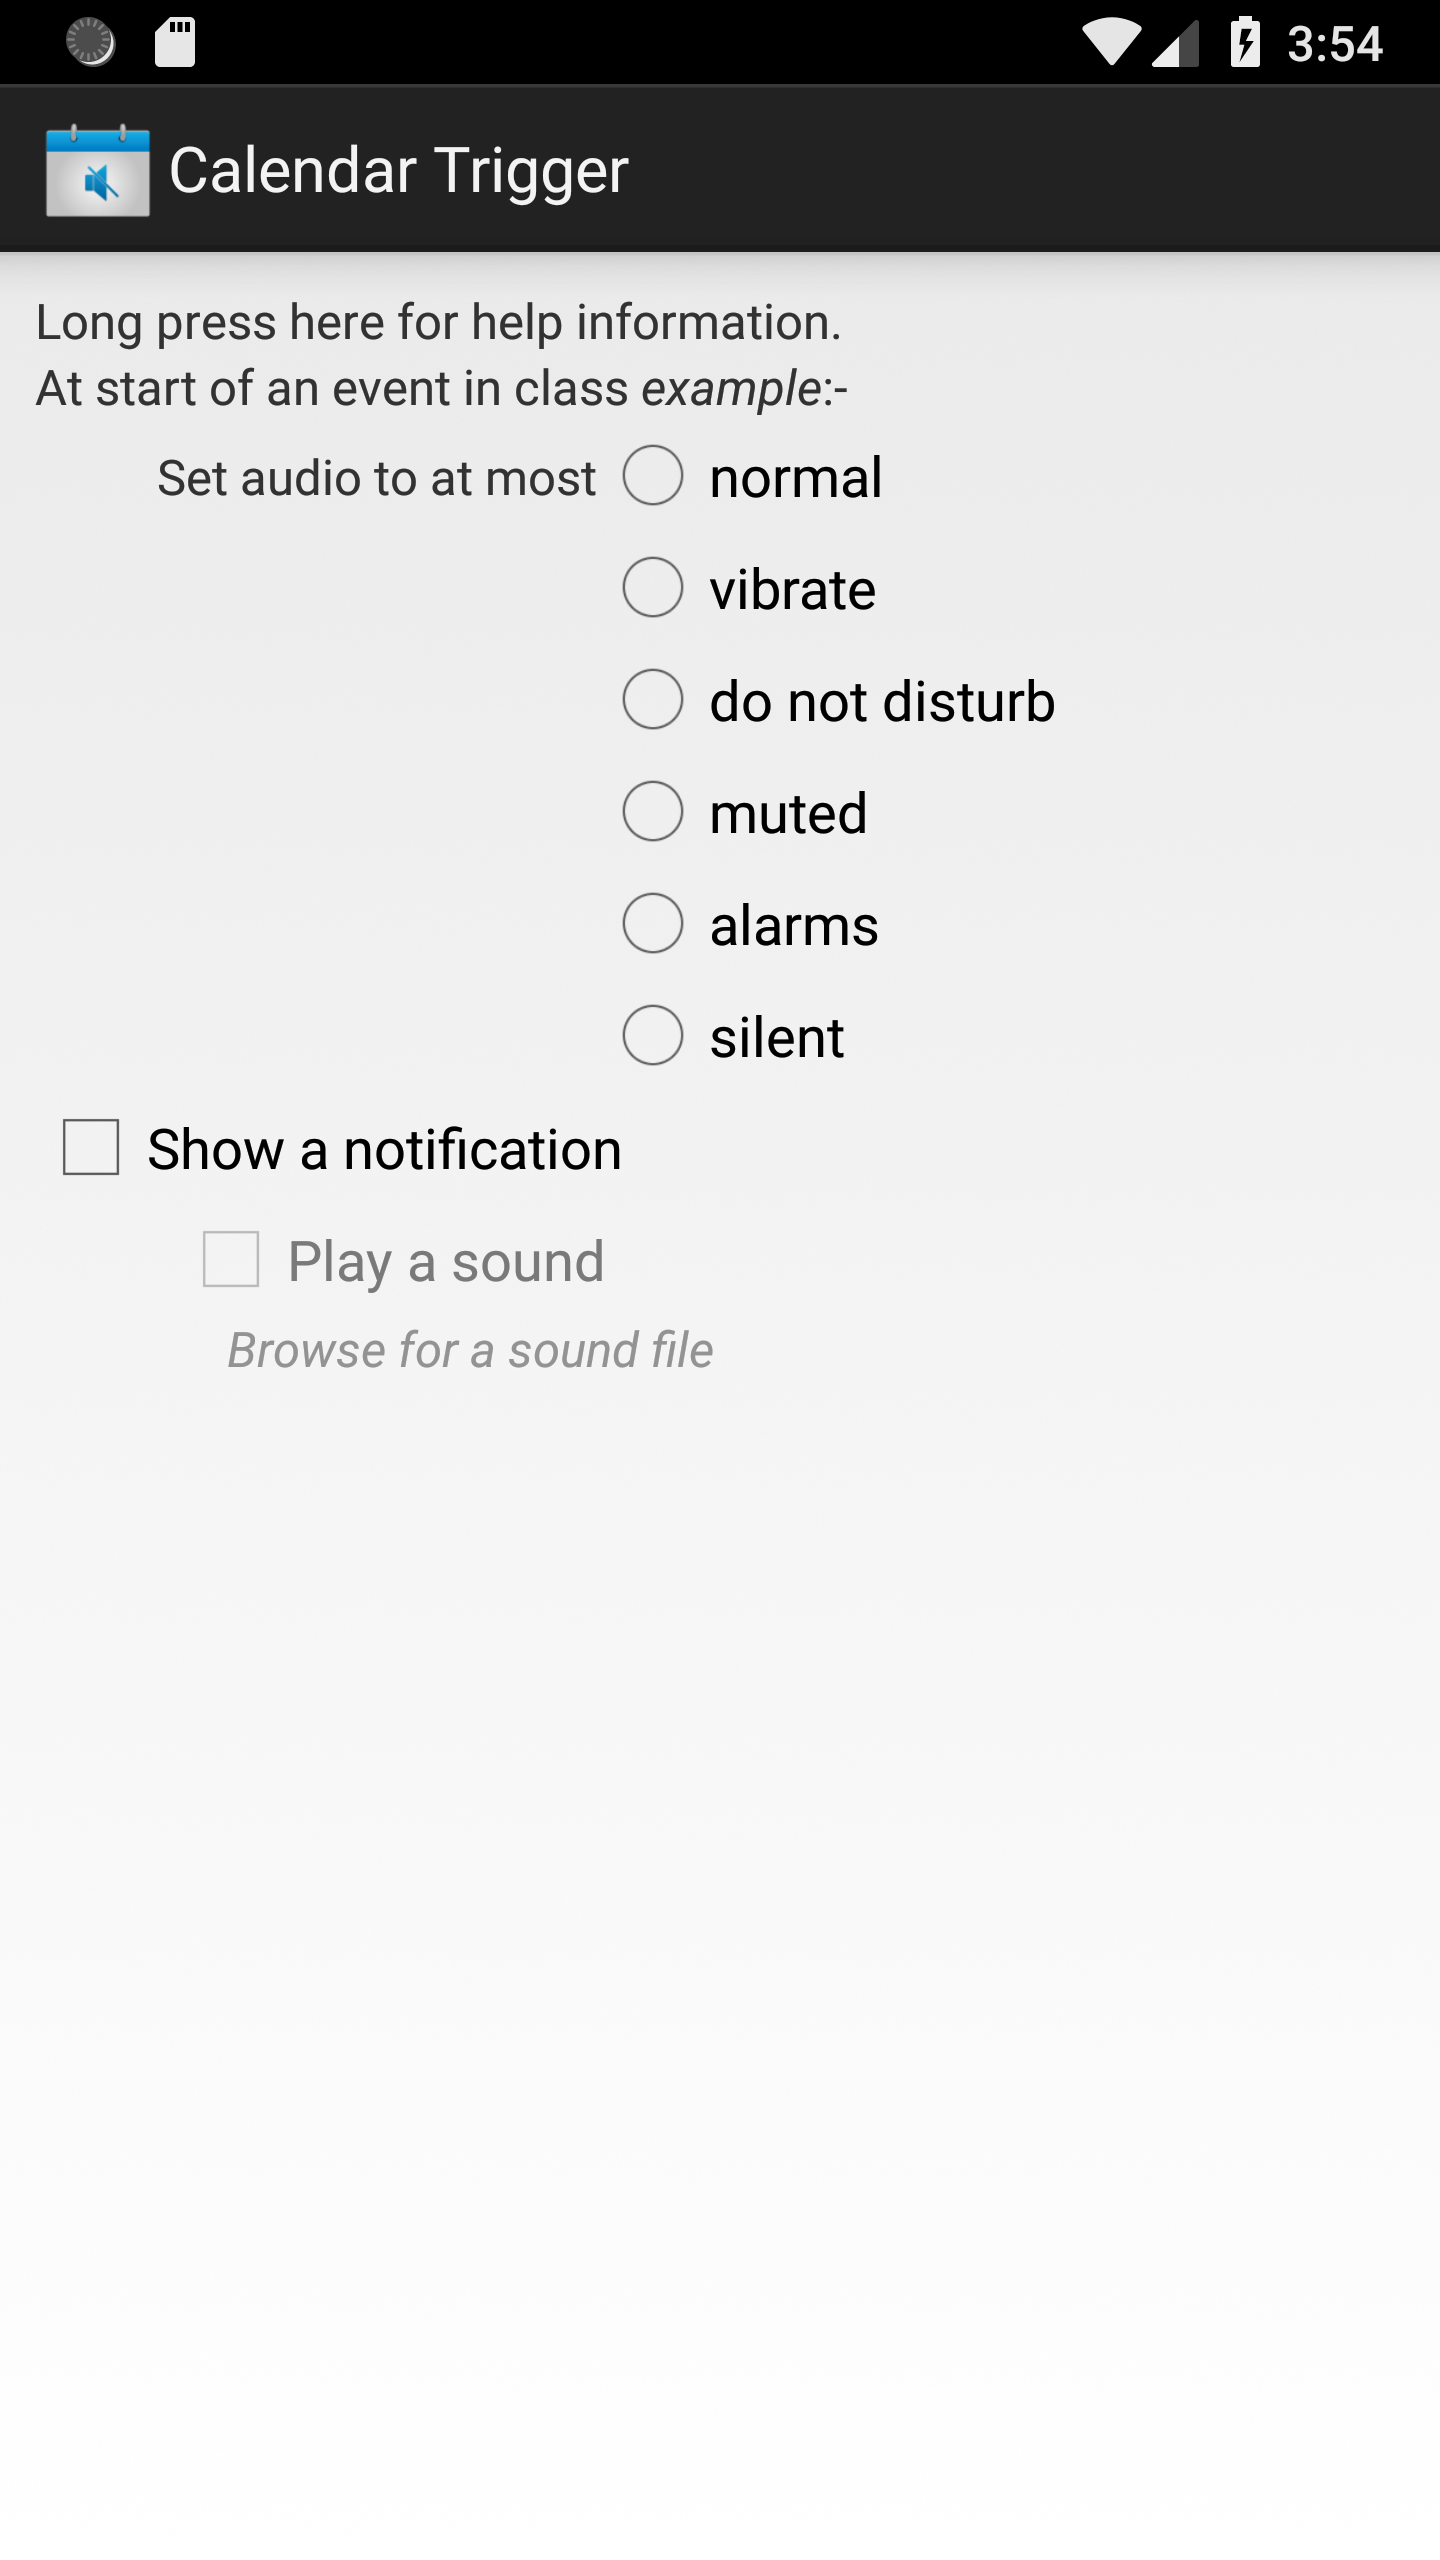 3:54
Calendar Trigger
Long press here for help information.
At start of an event in class example:-
Set audio to at most normal
vibrate
do not disturb
muted
alarms
silent
Show a notification
Play a sound
Browse for a sound file